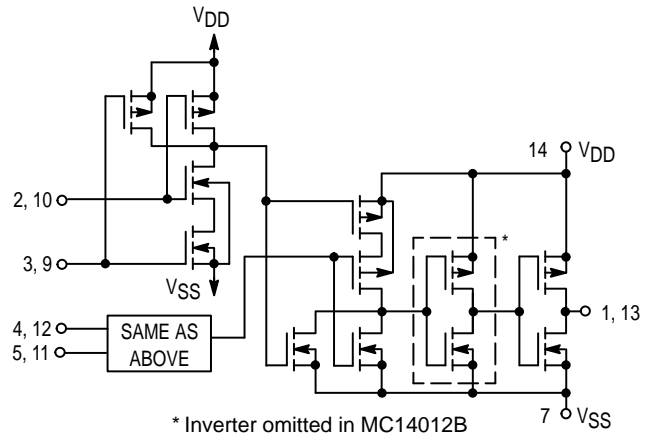 VDD
14 VDD
2, 10
*
3, 9
VSS
4, 12
5, 11
SAME AS
ABOVE
1, 13
7 VSS
* Inverter omitted in MC14012B